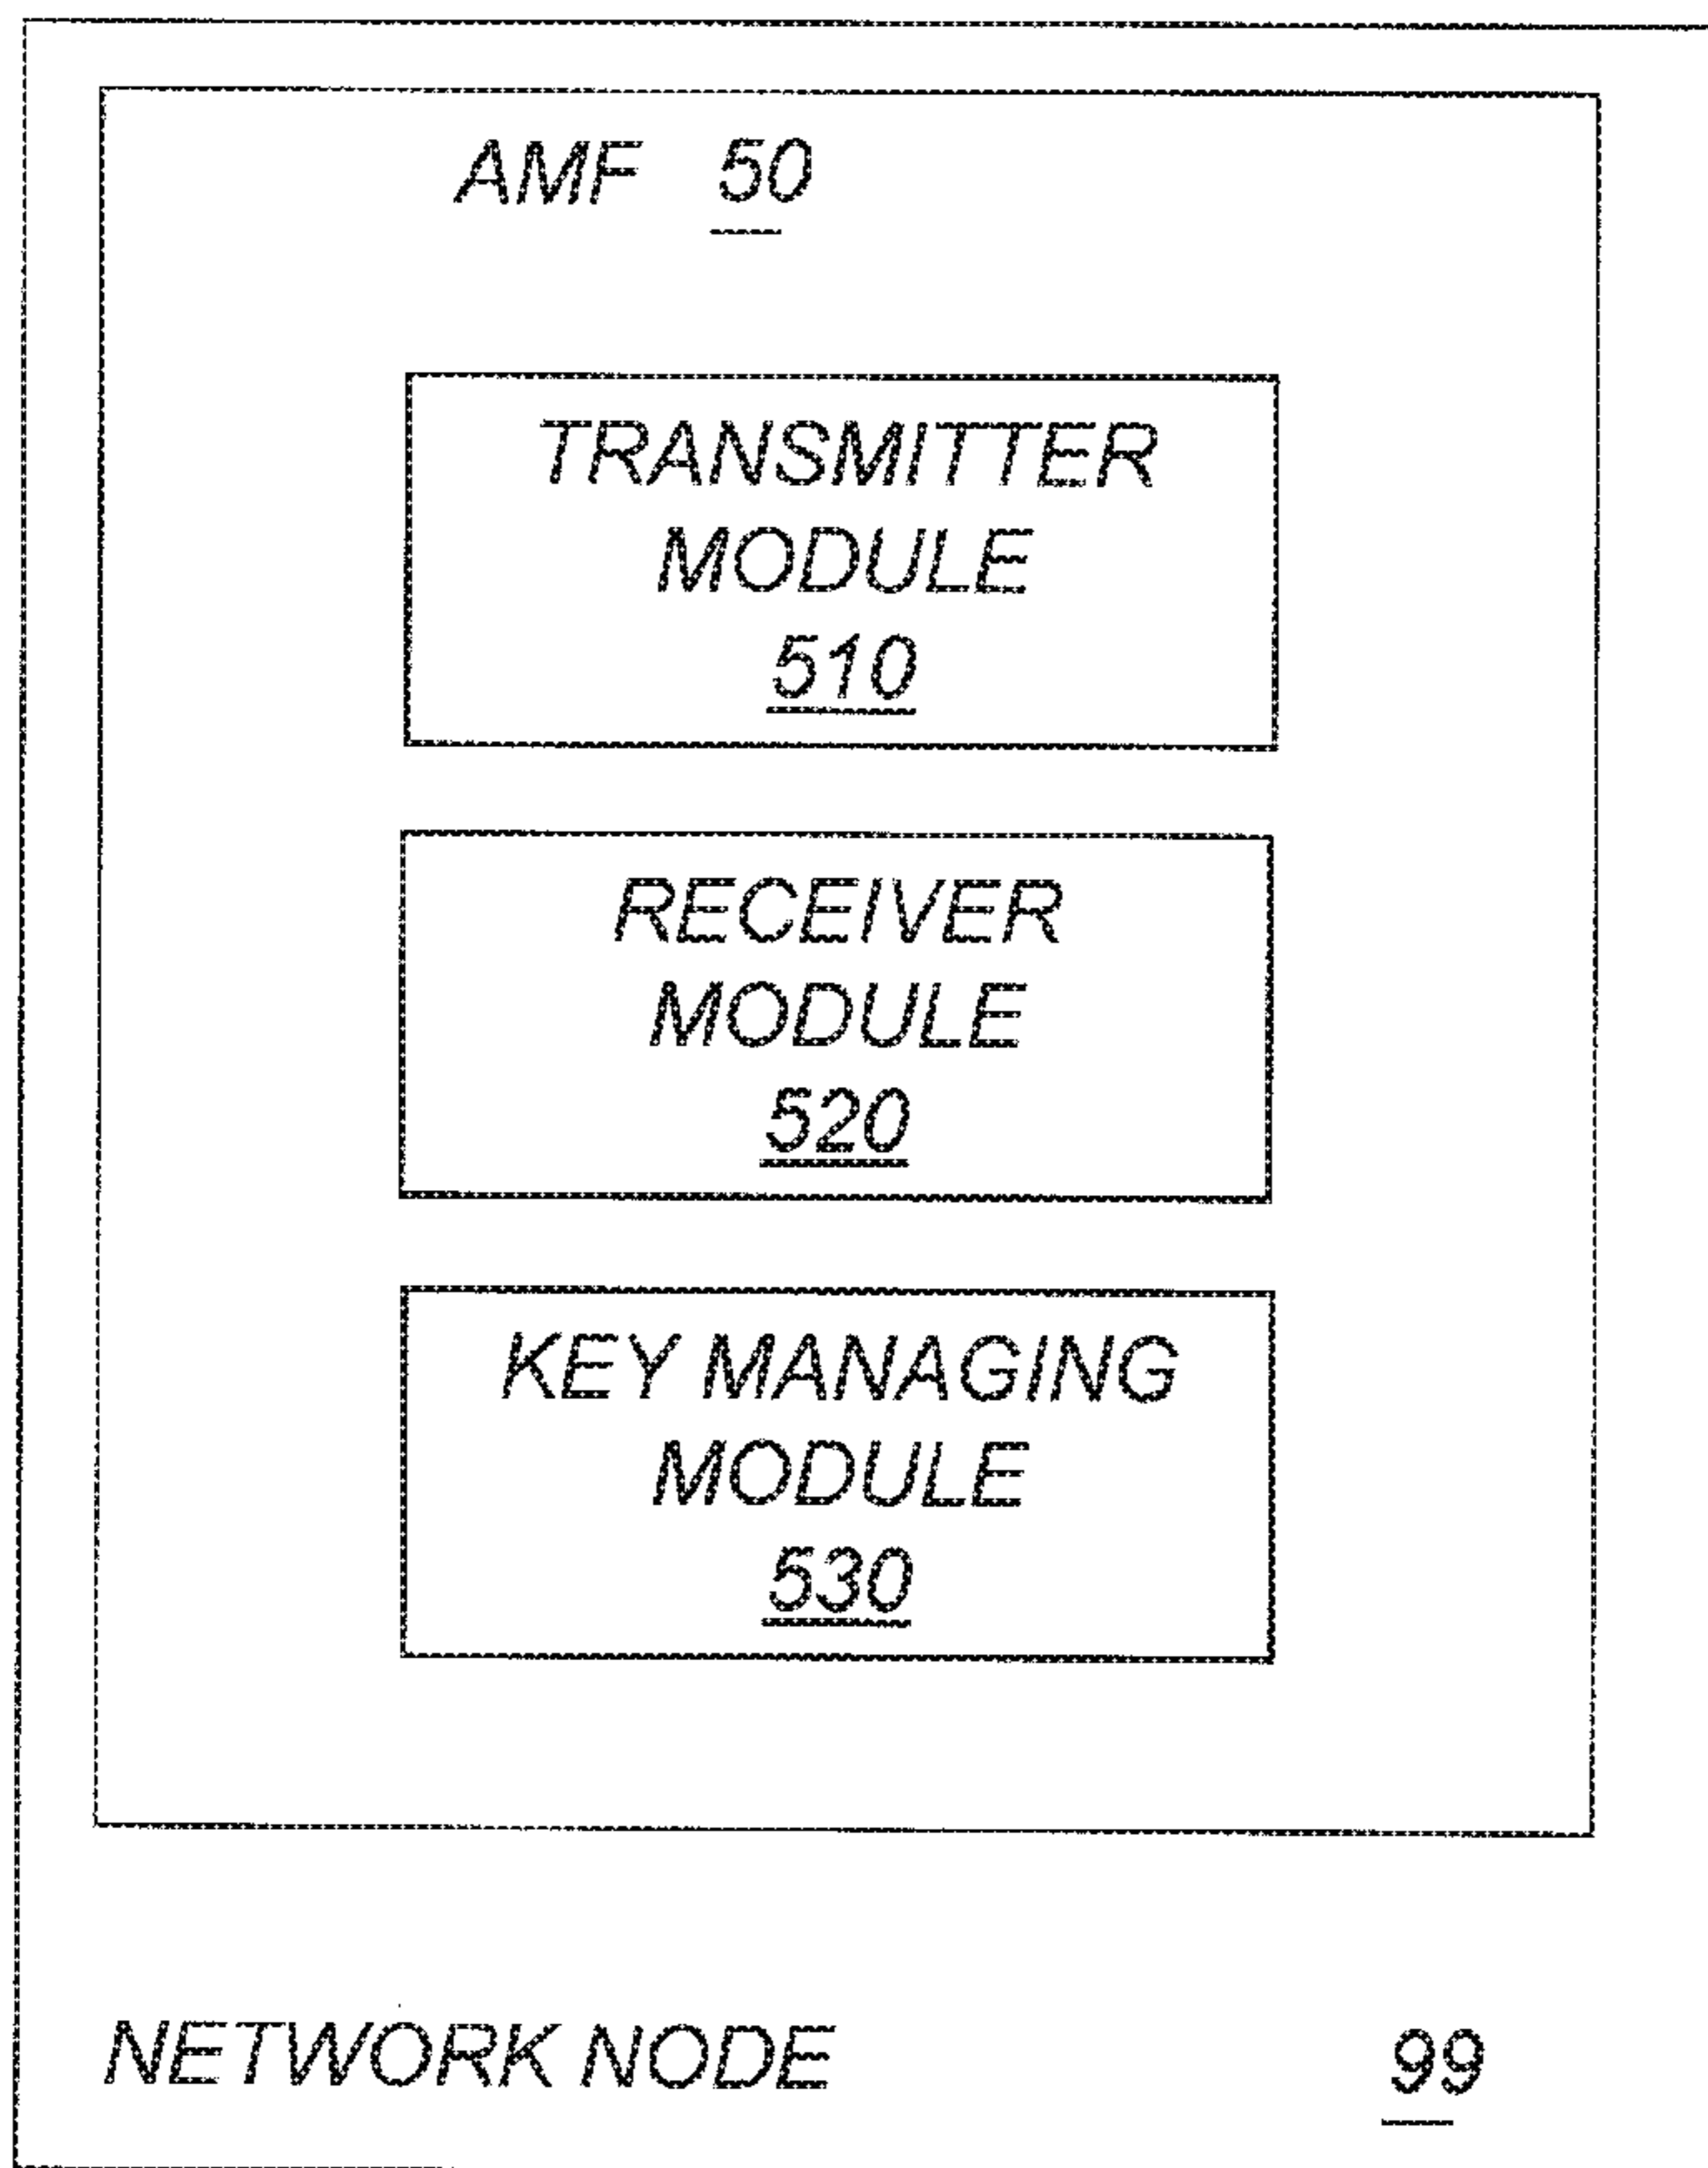 AMF 50
TRANSMITTER
MODULE
510
RECEIVER
MODULE
520
KEY MANAGING
MODULE
530
NETWORK NODE 99